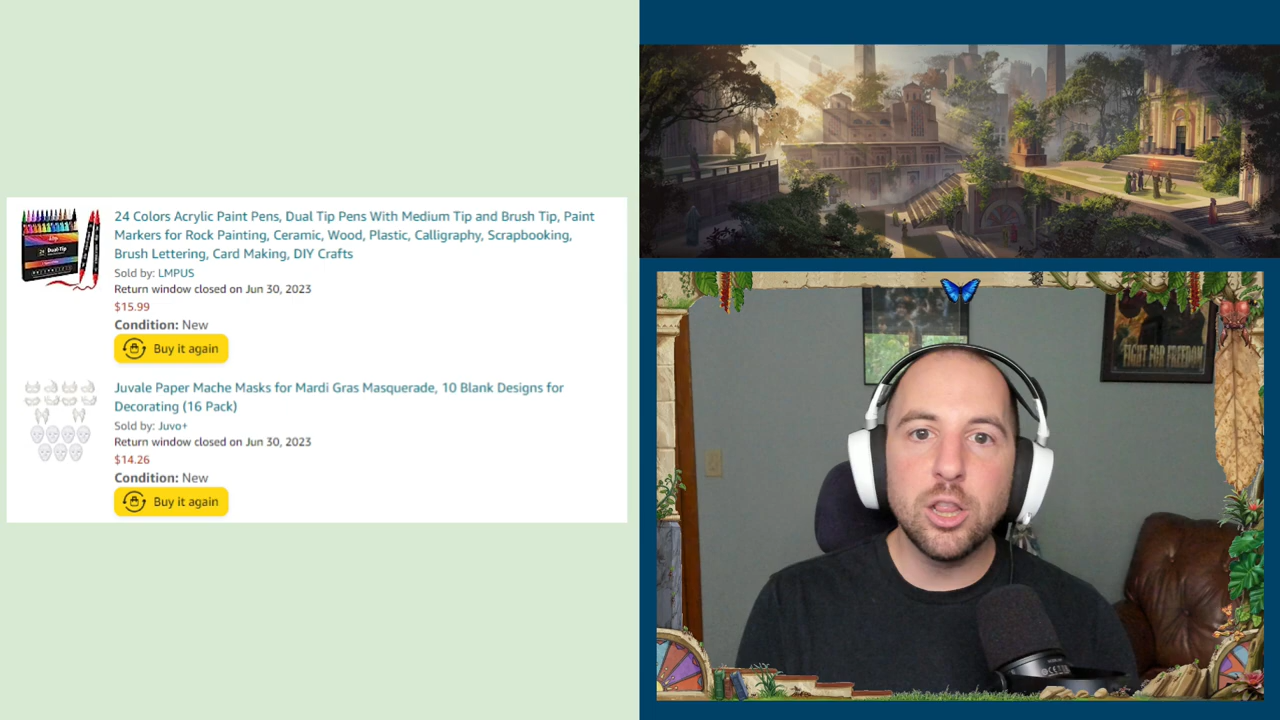 24 Colors Acrylic Paint Pens, Dual Tip Pens With Medium Tip and Brush Tip, Paint
Markers for Rock Painting, Ceramic, Wood, Plastic, Calligraphy, Scrapbooking,
Brush Lettering, Card Making, DIY Crafts
Sold by: LMPUS
Return window closed on Jun 30, 2023
$15.99
Condition: New
Buy it again
Juvale Paper Mache Masks for Mardi Gras Masquerade, 10 Blank Designs for
Decorating (16 Pack)
Sold by: Juvo+
Return window closed on Jun 30, 2023
$14.26
Condition: New
Buy it again
Dual-Tip
FIGHT FOR FREEDOM